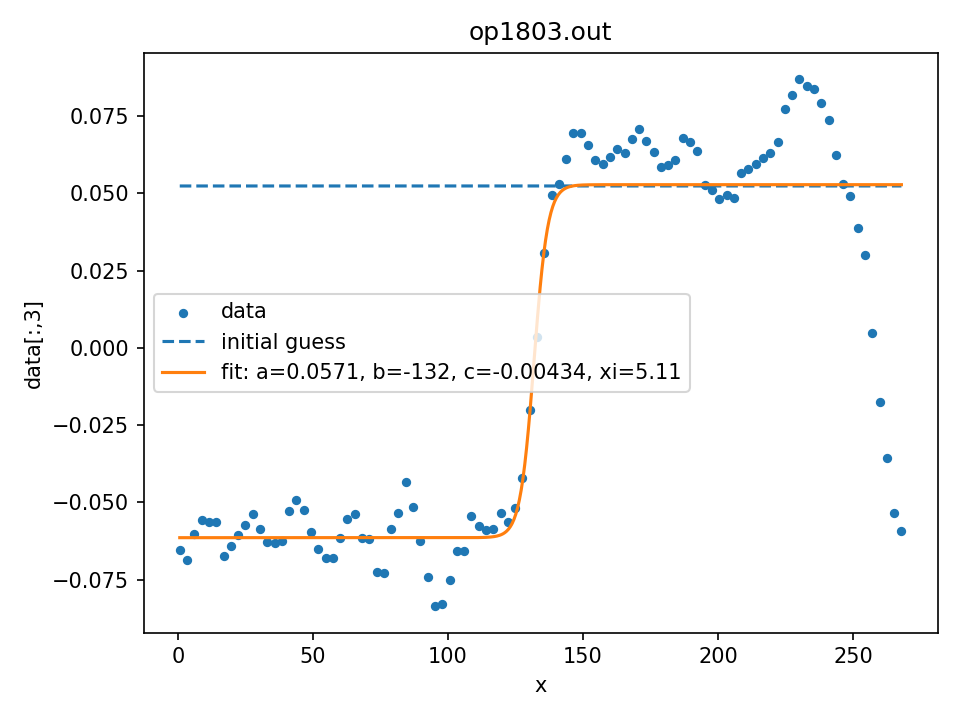 op1803.out
0.075
0.050
0.025
0.000
−0.025
−0.050
−0.075
data[:,3]
data
initial guess
fit: a=0.0571, b=-132, c=-0.00434, xi=5.11
0 50 100 150 200 250
x